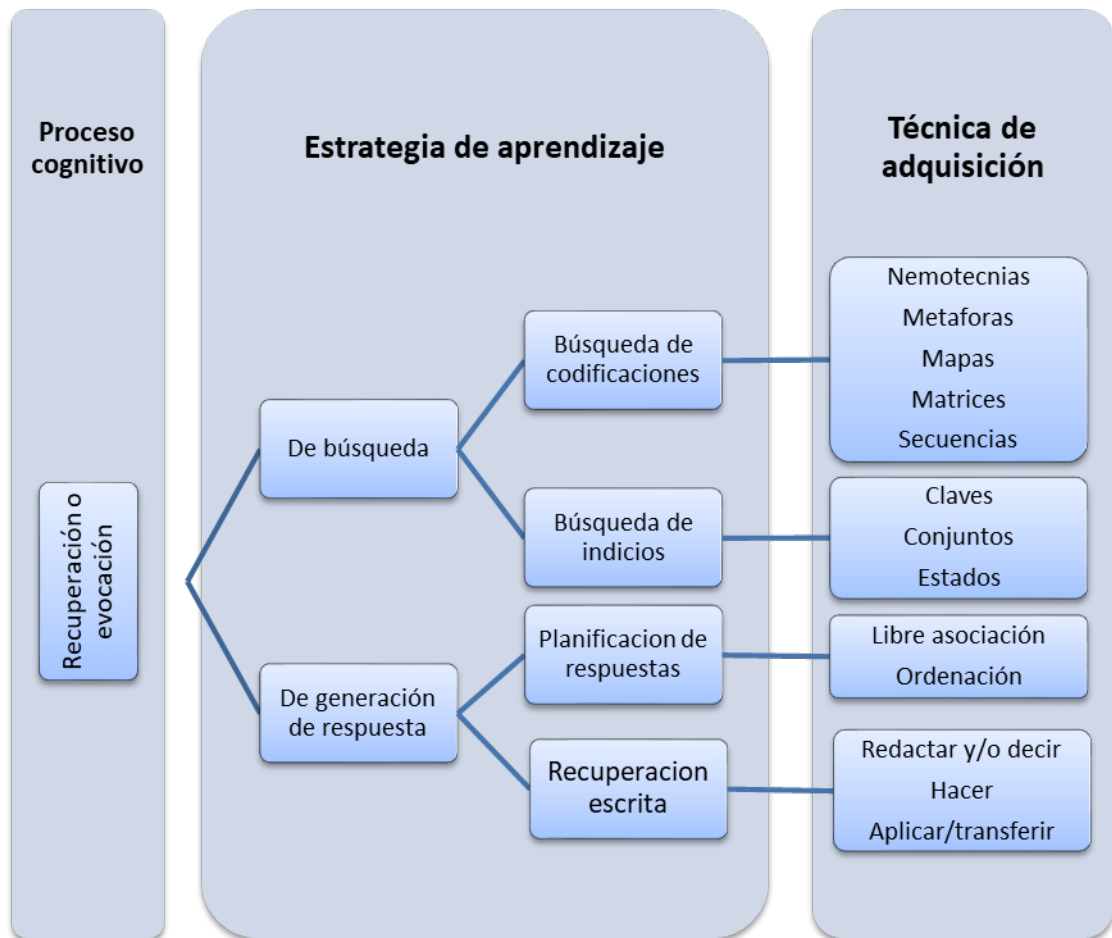 Proceso
cognitivo
Estrategia de aprendizaje
Técnica de
adquisición
Recuperación o
evocación
De búsqueda
De generación
de respuesta
Búsqueda de
codificaciones
Búsqueda de
indicios
Planificacion de
respuestas
Recuperacion
escrita
Nemotecnias
Metaforas
Mapas
Matrices
Secuencias
Claves
Conjuntos
Estados
Libre asociación
Ordenación
Redactar y/o decir
Hacer
Aplicar/transferir